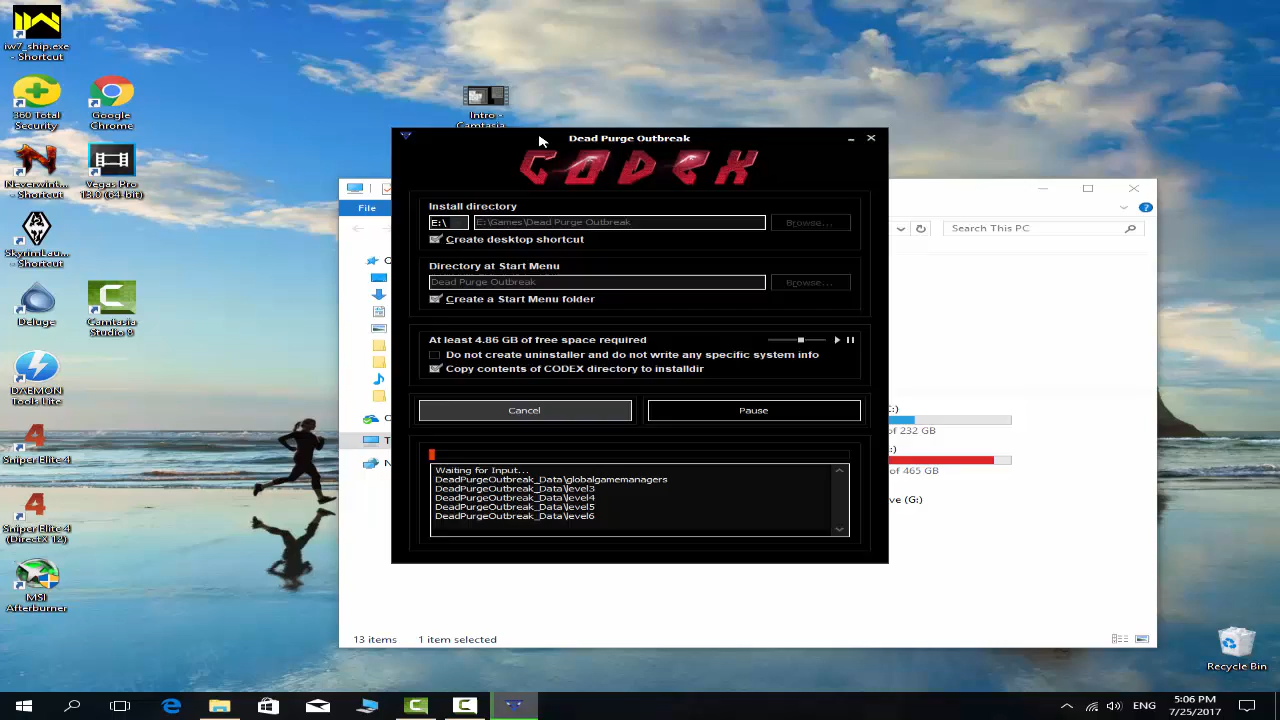 iw7_ship.exe
- Shortcut
360 Total
Security
Google
Chrome
Neverwint...
- Shortcut
Vegas Pro
13.0 (64-bit)
SkyrimLau...
- Shortcut
Deluge
Camtasia
Studio 8
DAEMON
Tools Lite
Sniper Elite 4
Sniper Elite 4
(DirectX 12)
MSI
Afterburner
Intro -
Camtasia
Dead Purge Outbreak
CODEX
Install directory
E:\
E:\Games\Dead Purge Outbreak
Browse...
Create desktop shortcut
Directory at Start Menu
Dead Purge Outbreak
Browse...
Create a Start Menu folder
At least 4.86 GB of free space required
Do not create uninstaller and do not write any specific system info
Copy contents of CODEX directory to installdir
Cancel
Pause
Waiting for Input...
DeadPurgeOutbreak_Data\globalgamemanagers
DeadPurgeOutbreak_Data\level3
DeadPurgeOutbreak_Data\level4
DeadPurgeOutbreak_Data\level5
DeadPurgeOutbreak_Data\level6
File
Search This PC
:)
of 232 GB
:)
of 465 GB
ve (G:)
13 items
1 item selected
Recycle Bin
ENG
5:06 PM
7/25/2017